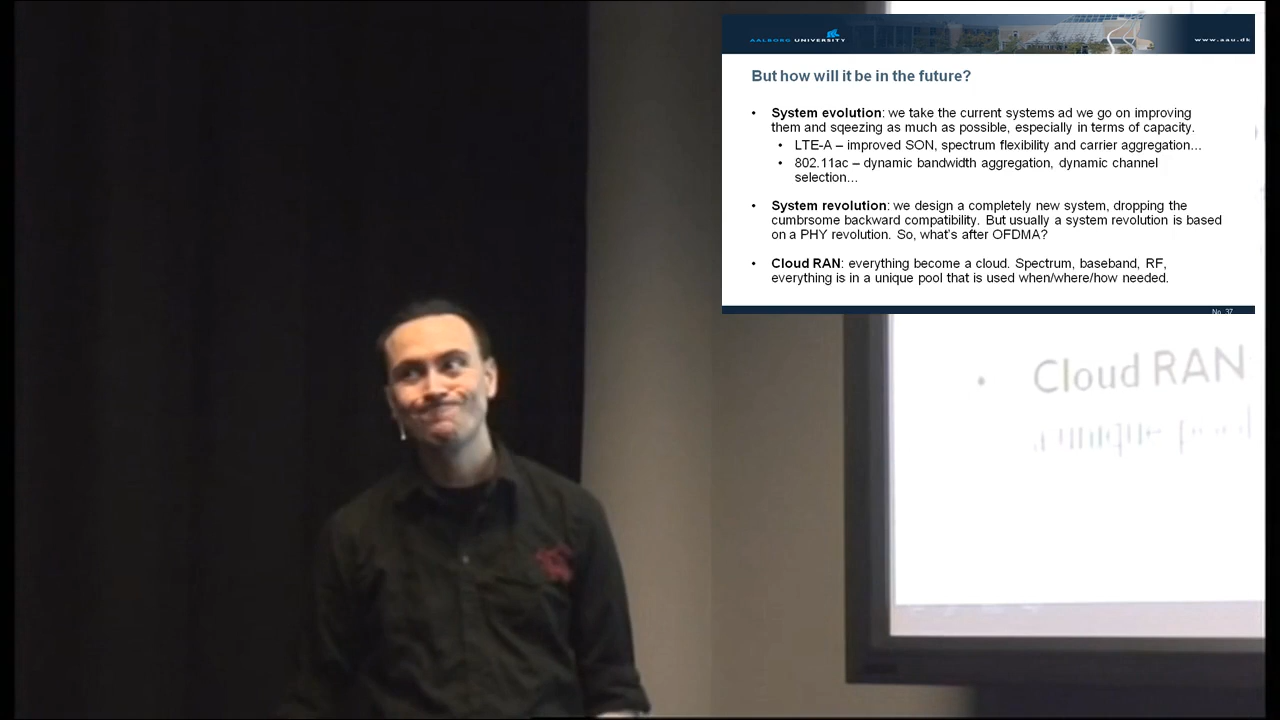 AALBORG UNIVERSITY
www.aau.dk
But how will it be in the future?
• System evolution: we take the current systems ad we go on improving
them and sqeezing as much as possible, especially in terms of capacity.
• LTE-A – improved SON, spectrum flexibility and carrier aggregation…
• 802.11ac – dynamic bandwidth aggregation, dynamic channel
selection…
• System revolution: we design a completely new system, dropping the
cumbrsome backward compatibility. But usually a system revolution is based
on a PHY revolution. So, what's after OFDMA?
• Cloud RAN: everything become a cloud. Spectrum, baseband, RF,
everything is in a unique pool that is used when/where/how needed.
No. 37
• Cloud RAN
a unique pool